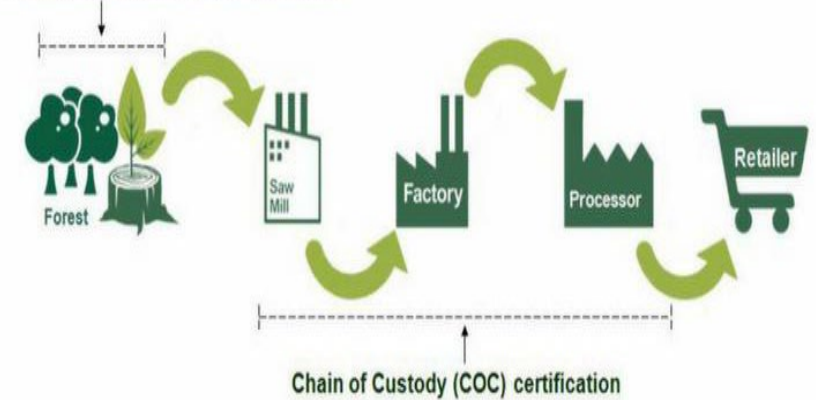 Forest
Saw
Mill
Factory
Processor
Retailer
Chain of Custody (COC) certification